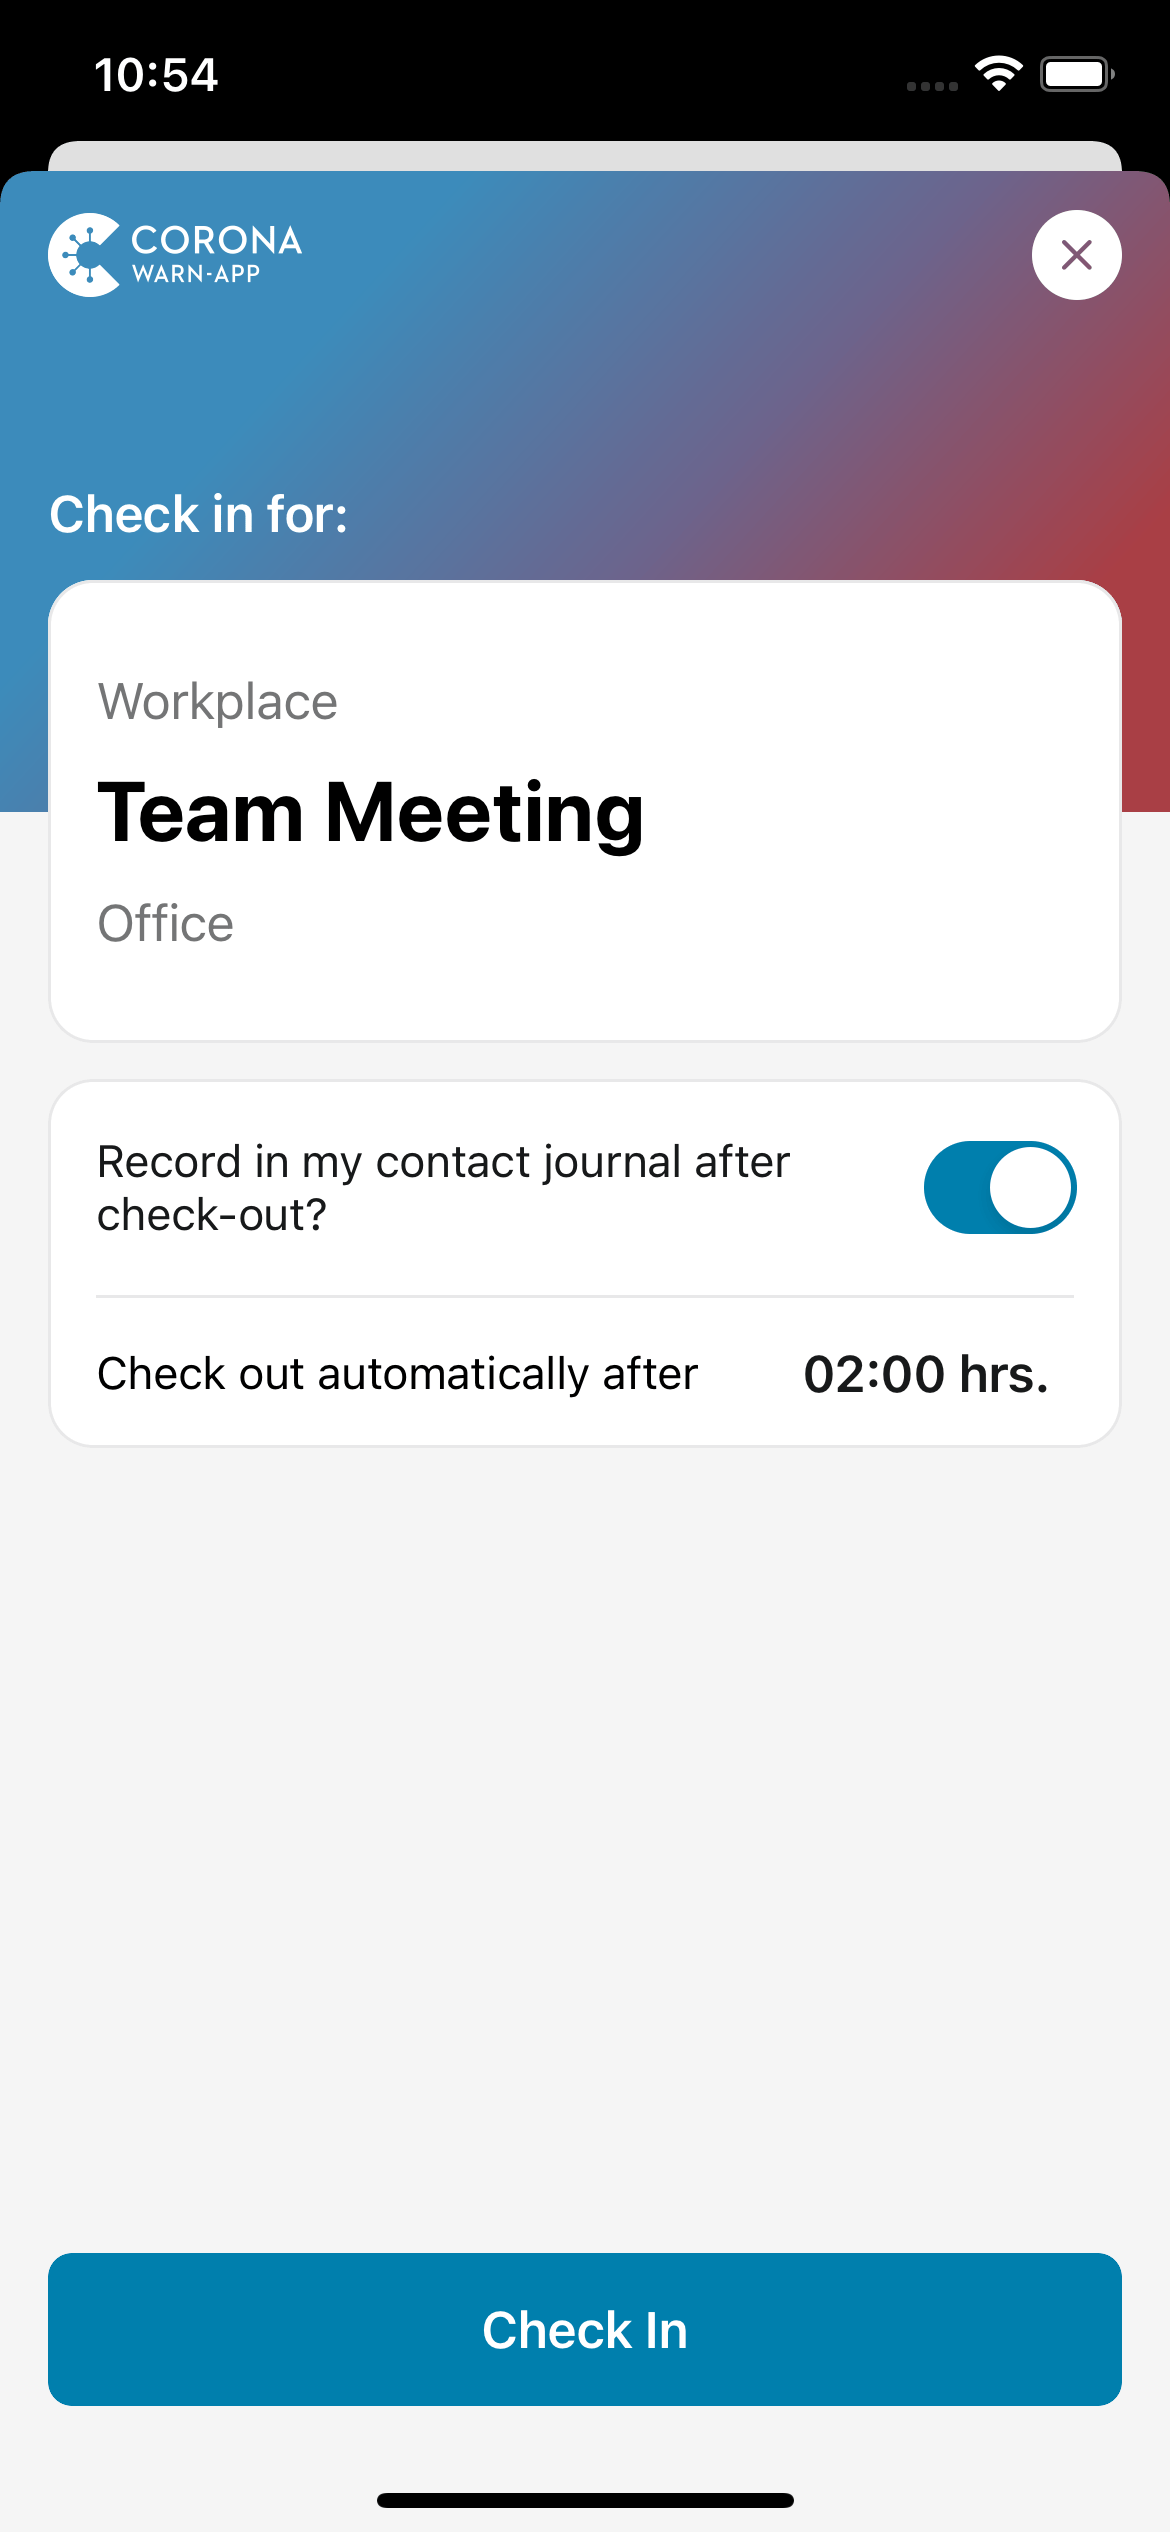 10:54
CORONA
WARN-APP
Check in for:
Workplace
Team Meeting
Office
Record in my contact journal after
check-out?
Check out automatically after 02:00 hrs.
Check In